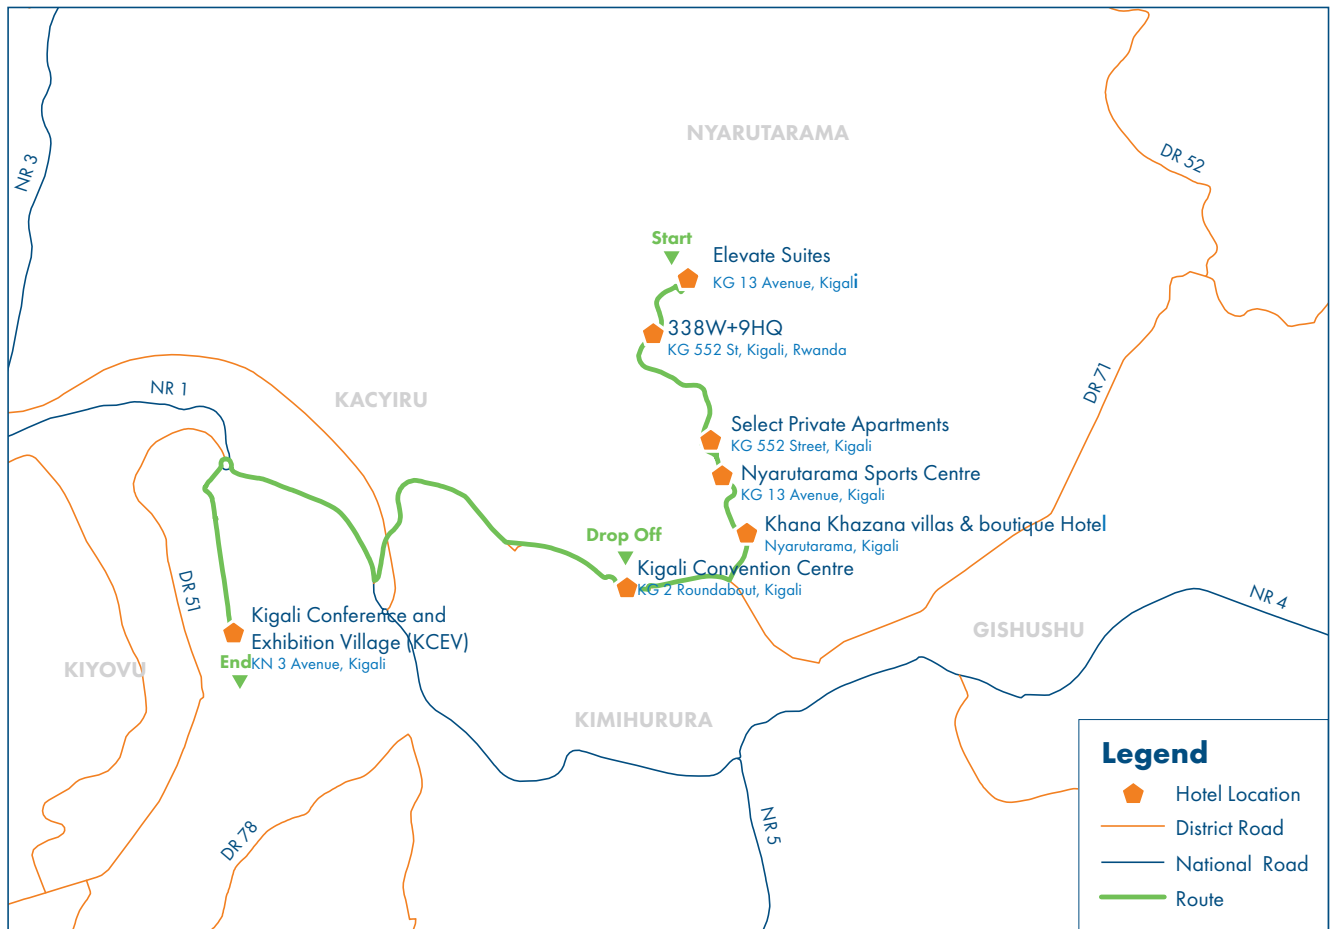 NYARUTARAMA
DR 52
NR 3
Start
Elevate Suites
KG 13 Avenue, Kigali
338W+9HQ
KG 552 St, Kigali, Rwanda
DR 71
NR 1
KACYIRU
Select Private Apartments
KG 552 Street, Kigali
Nyarutarama Sports Centre
KG 13 Avenue, Kigali
Khana Khazana villas & boutique Hotel
Nyarutarama, Kigali
Drop Off
Kigali Convention Centre
KG 2 Roundabout, Kigali
DR 51
NR 4
Kigali Conference and
Exhibition Village (KCEV)
KN 3 Avenue, Kigali
End
GISHUSHU
KIYOVU
KIMIHURURA
DR 78
NR 5
Legend
Hotel Location
District Road
National Road
Route